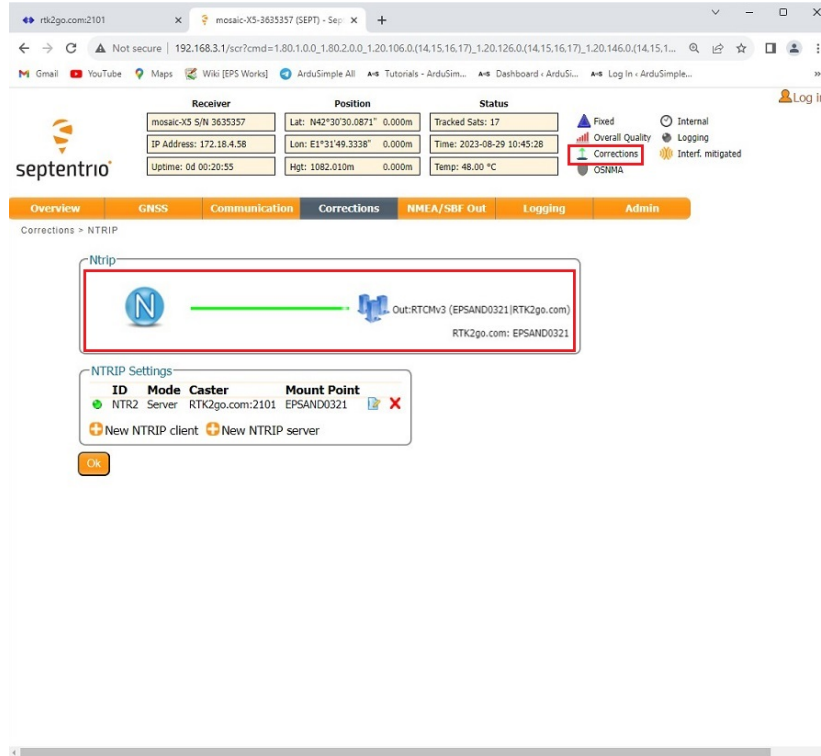 rtk2go.com:2101
mosaic-X5-3635357 (SEPT) - Sep
Not secure | 192.168.3.1/scr?cmd=1.80.1.0.0_1.80.2.0.0_1.20.106.0.(14,15.16,17)_1.20.126.0.(14,15,16,17)_1.20.146.0.(14,15,1...
Gmail YouTube Maps Wiki [EPS Works] ArduSimple All Tutorials - ArduSim... Dashboard ‹ ArduSi... Log In ‹ ArduSimple... »
Log i
Receiver Position Status
mosaic-X5 S/N 3635357 Lat: N42°30'30.0871" 0.000m Tracked Sats: 17 Fixed Internal
IP Address: 172.18.4.58 Lon: E1°31'49.3338" 0.000m Time: 2023-08-29 10:45:28 Overall Quality Logging
Corrections Interf. mitigated
septentrio Uptime: 0d 00:20:55 Hgt: 1082.010m 0.000m Temp: 48.00 °C OSNMA
Overview GNSS Communication Corrections NMEA/SBF Out Logging Admin
Corrections > NTRIP
Ntrip
N Out:RTCMv3 (EPSAND0321|RTK2go.com)
RTK2go.com: EPSAND0321
NTRIP Settings
ID Mode Caster Mount Point
NTR2 Server RTK2go.com:2101 EPSAND0321
New NTRIP client New NTRIP server
Ok